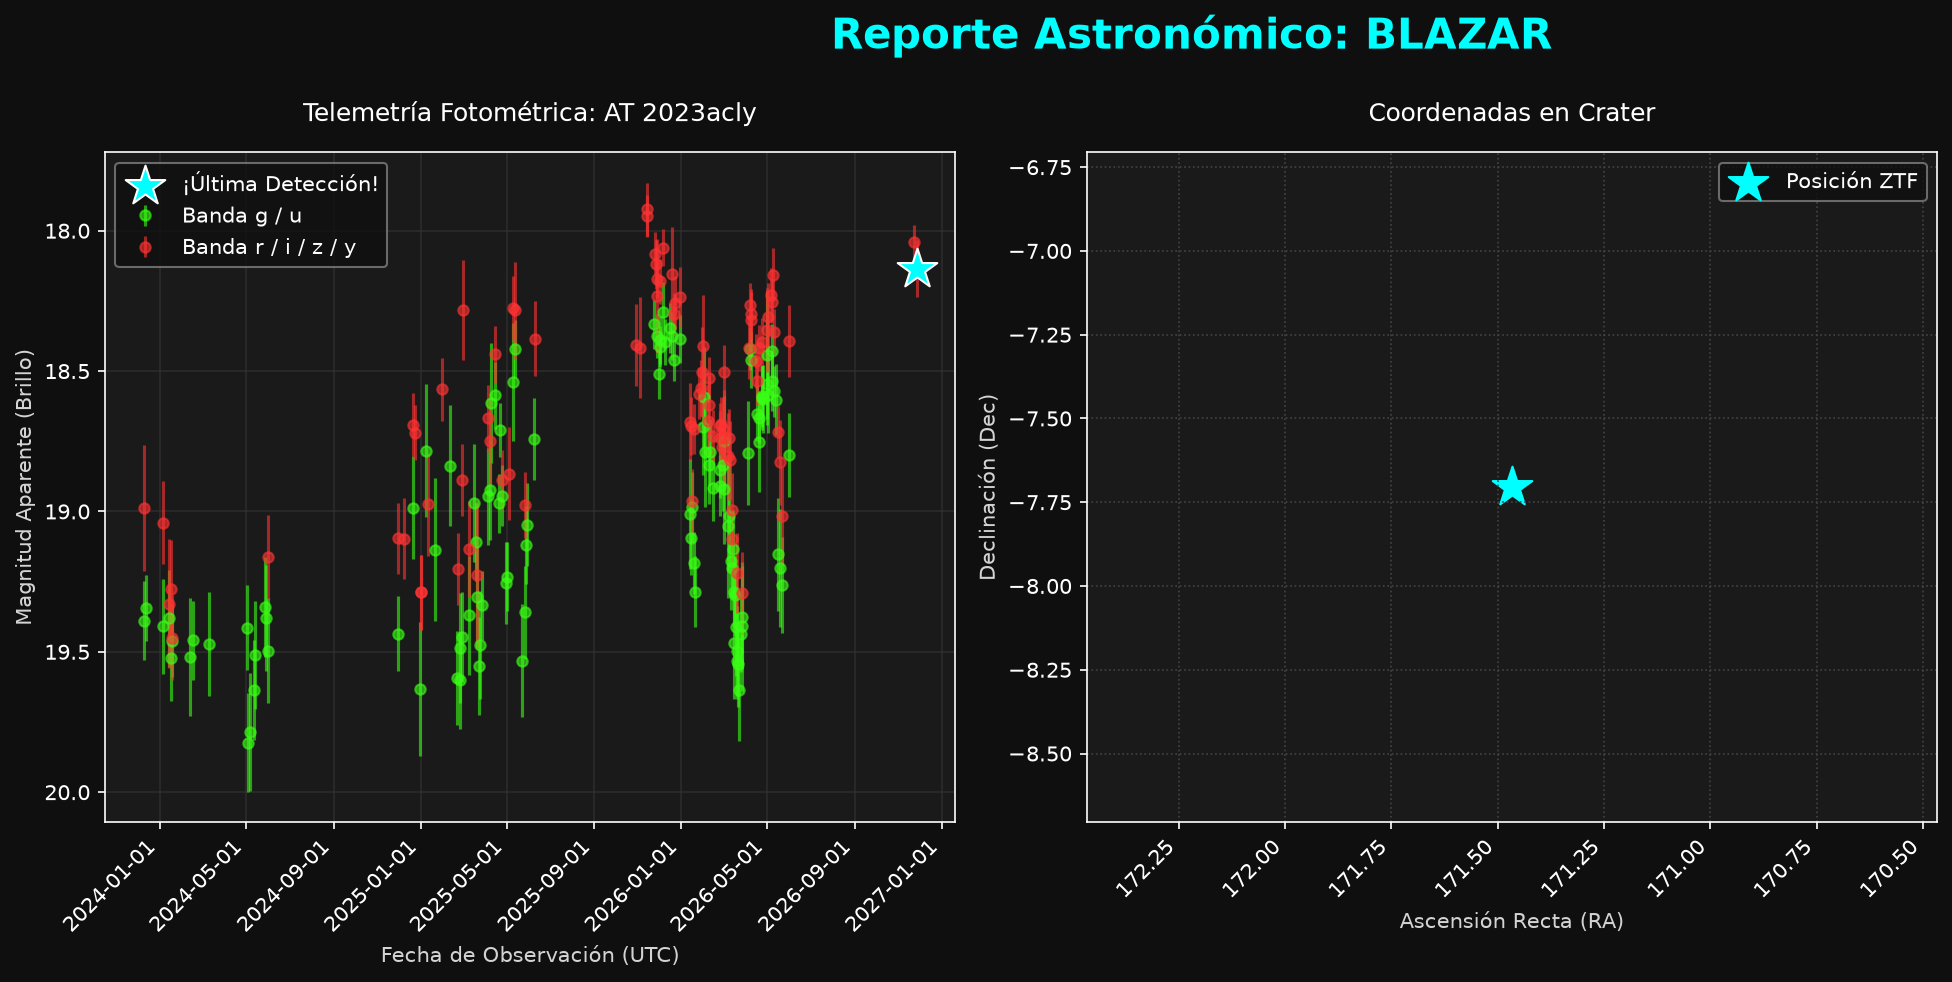 Reporte Astronómico: BLAZAR
Telemetría Fotométrica: AT 2023acly
¡Última Detección!
Banda g / u
Banda r / i / z / y
Magnitud Aparente (Brillo)
18.0
18.5
19.0
19.5
20.0
2024-01-01
2024-05-01
2024-09-01
2025-01-01
2025-05-01
2025-09-01
2026-01-01
2026-05-01
2026-09-01
2027-01-01
Fecha de Observación (UTC)
Coordenadas en Crater
Posición ZTF
Declinación (Dec)
−6.75
−7.00
−7.25
−7.50
−7.75
−8.00
−8.25
−8.50
172.25
172.00
171.75
171.50
171.25
171.00
170.75
170.50
Ascensión Recta (RA)